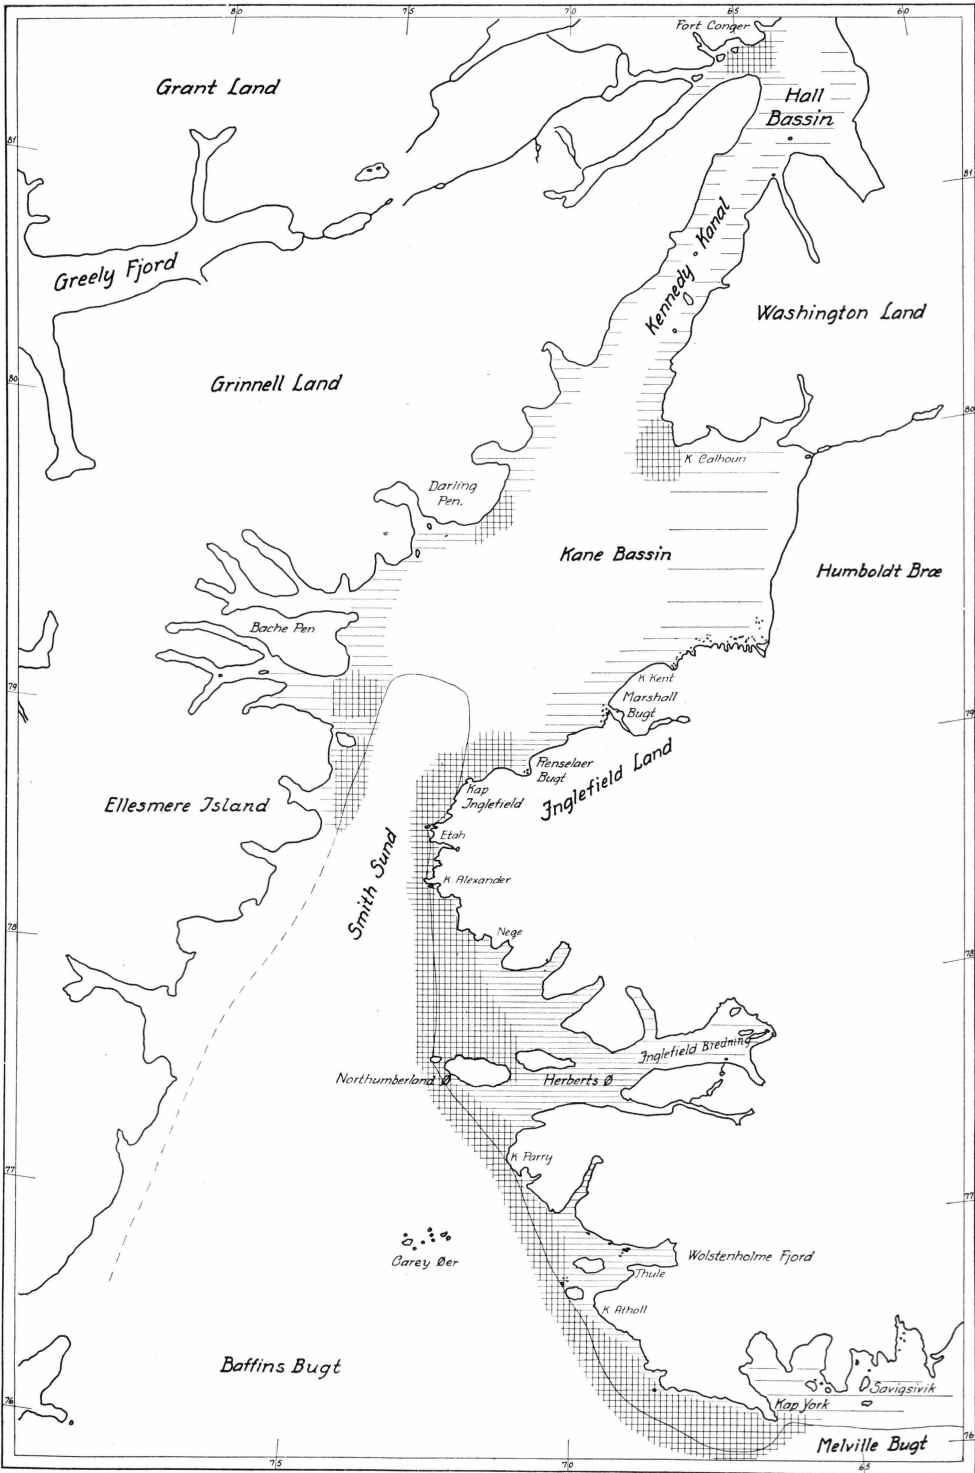 80
75
70
65
60
Fort Conger
Grant Land
Hall
Bassin
81
81
Kennedy Kanal
Greely Fjord
Washington Land
80
Grinnell Land
80
K Calhoun
Darling
Pen.
Kane Bassin
Humboldt Bræ
Bache Pen.
79
K Kent
Marshall
Bugt
79
Renselaer
Bugt
Inglefield Land
Kap
Inglefield
Ellesmere Island
Etah
Smith Sund
K. Alexander
78
Nege
78
Inglefield Bredning
Northumberland Ø
Herberts Ø
K Parry
77
77
Carey Øer
Wolstenholme Fjord
Thule
K Atholl
Baffins Bugt
Savigsivik
76
Kap York
Melville Bugt
76
75
70
65